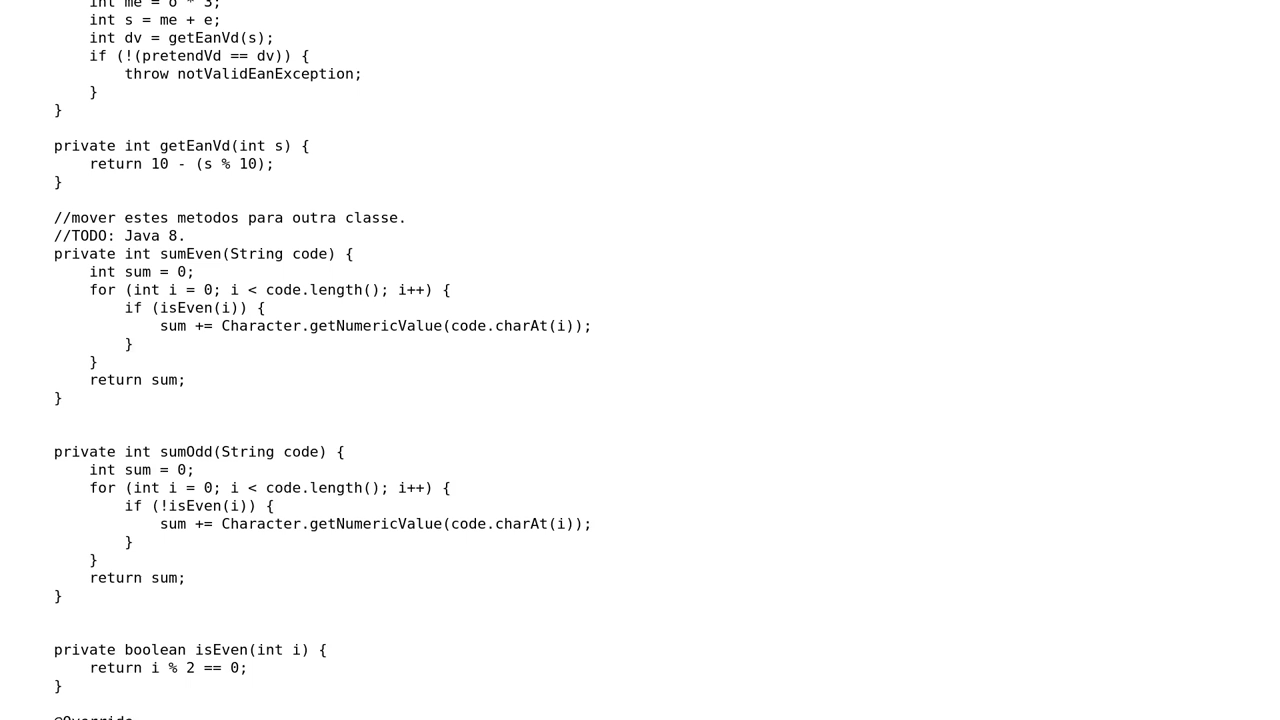 int me = o * 3;
int s = me + e;
int dv = getEanVd(s);
if (!(pretendVd == dv)) {
throw notValidEanException;
}
}
private int getEanVd(int s) {
return 10 - (s % 10);
}
//mover estes metodos para outra classe.
//TODO: Java 8.
private int sumEven(String code) {
int sum = 0;
for (int i = 0; i < code.length(); i++) {
if (isEven(i)) {
sum += Character.getNumericValue(code.charAt(i));
}
}
return sum;
}
private int sumOdd(String code) {
int sum = 0;
for (int i = 0; i < code.length(); i++) {
if (!isEven(i)) {
sum += Character.getNumericValue(code.charAt(i));
}
}
return sum;
}
private boolean isEven(int i) {
return i % 2 == 0;
}
@Override